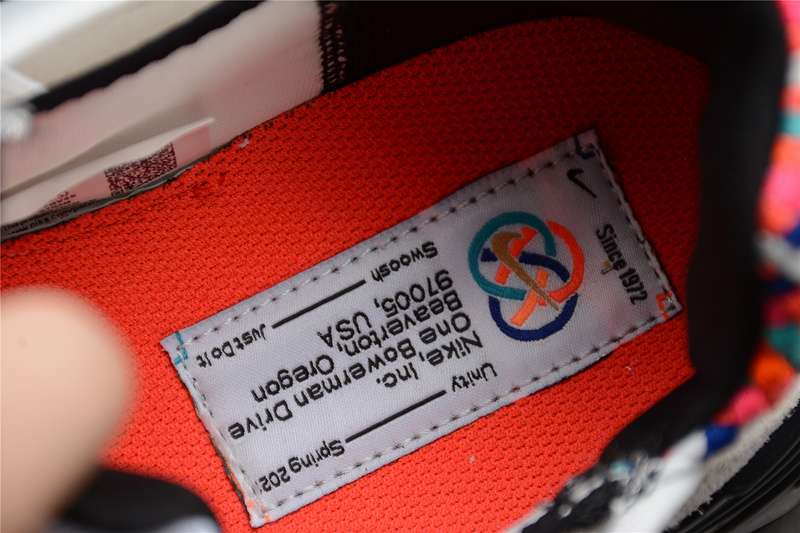 Spring 202
Unity
Nike, Inc.
One Bowerman Drive
Beaverton, Oregon
97005, USA
Just Do It
Swoosh
Since 1972